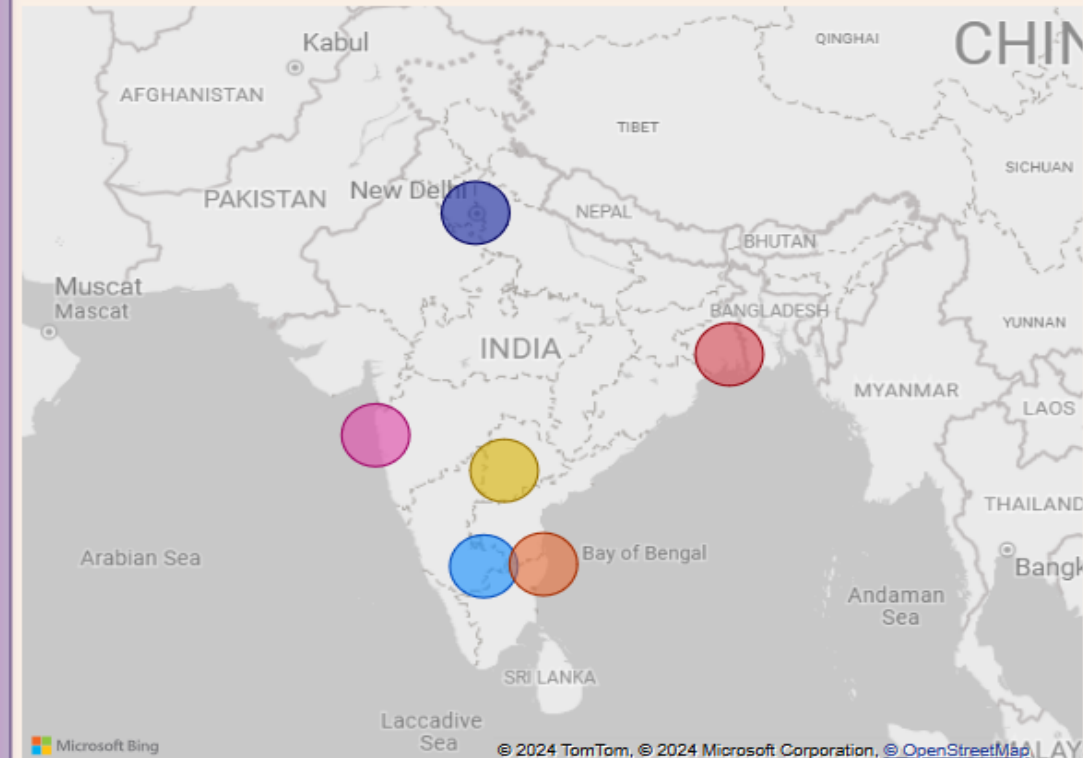 CHIN
QINGHAI
Kabul
AFGHANISTAN
TIBET
SICHUAN
New Delhi
PAKISTAN
NEPAL
BHUTAN
Muscat
Mascat
BANGLADESH
YUNNAN
INDIA
MYANMAR
LAOS
THAILAND
Arabian Sea
Bay of Bengal
Bangk
Andaman
Sea
SRI LANKA
Laccadive
Sea
Microsoft Bing
© 2024 TomTom, © 2024 Microsoft Corporation, © OpenStreetMap
MALAY